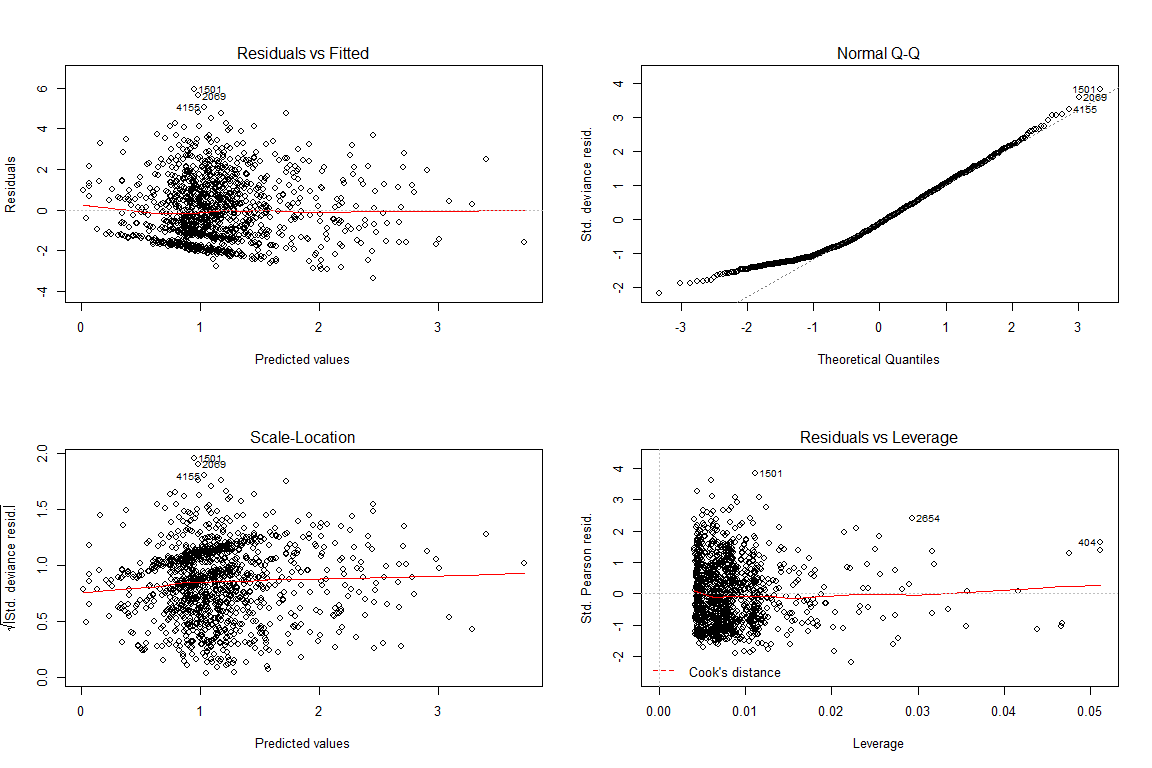 Residuals vs Fitted
Residuals
6
4
2
0
-2
-4
1501
2069
4155
0 1 2 3
Predicted values
Normal Q-Q
Std. deviance resid.
4
3
2
1
0
-1
-2
1501
2069
4155
-3 -2 -1 0 1 2 3
Theoretical Quantiles
Scale-Location
√|Std. deviance resid.|
2.0
1.5
1.0
0.5
0.0
1501
2069
4155
0 1 2 3
Predicted values
Residuals vs Leverage
Std. Pearson resid.
4
3
2
1
0
-1
-2
1501
2654
404
Cook's distance
0.00 0.01 0.02 0.03 0.04 0.05
Leverage